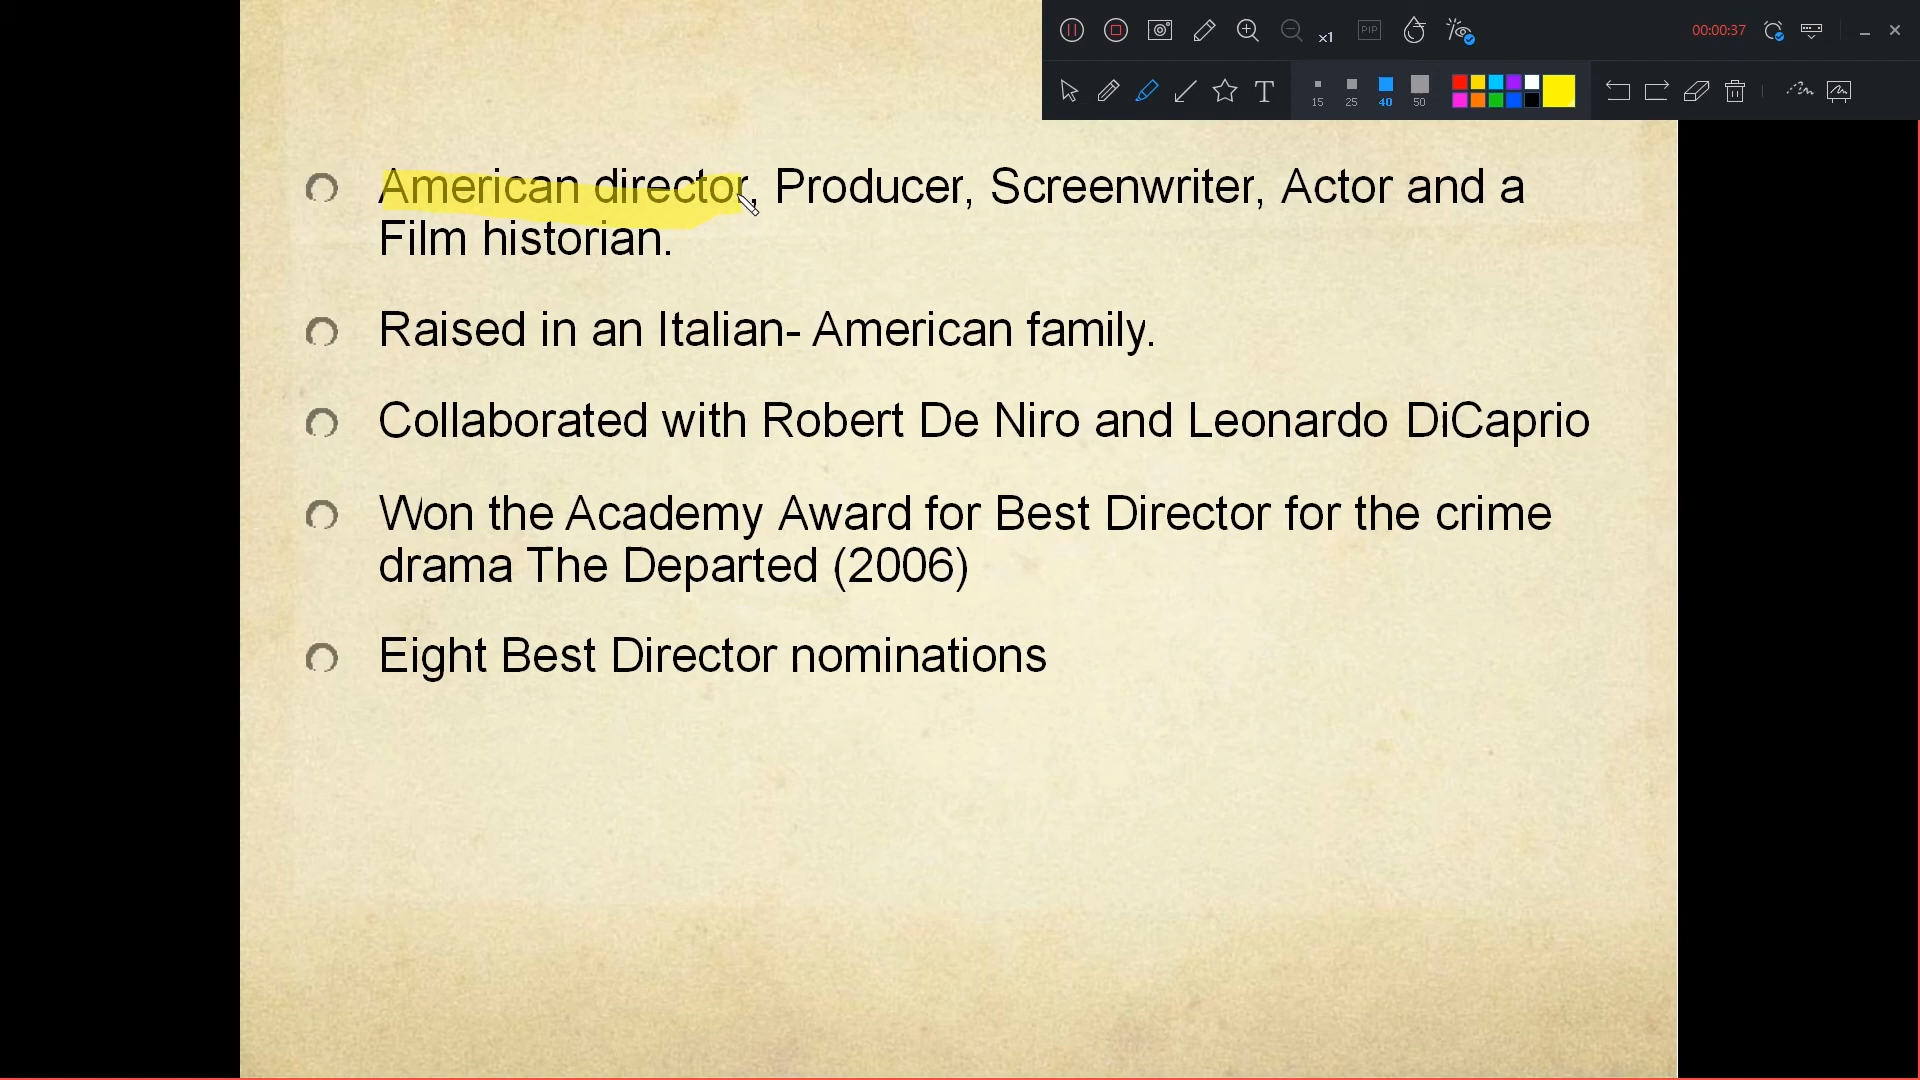 x1
PIP
00:00:37
15 25 40 50
American director, Producer, Screenwriter, Actor and a
Film historian.
Raised in an Italian- American family.
Collaborated with Robert De Niro and Leonardo DiCaprio
Won the Academy Award for Best Director for the crime
drama The Departed (2006)
Eight Best Director nominations